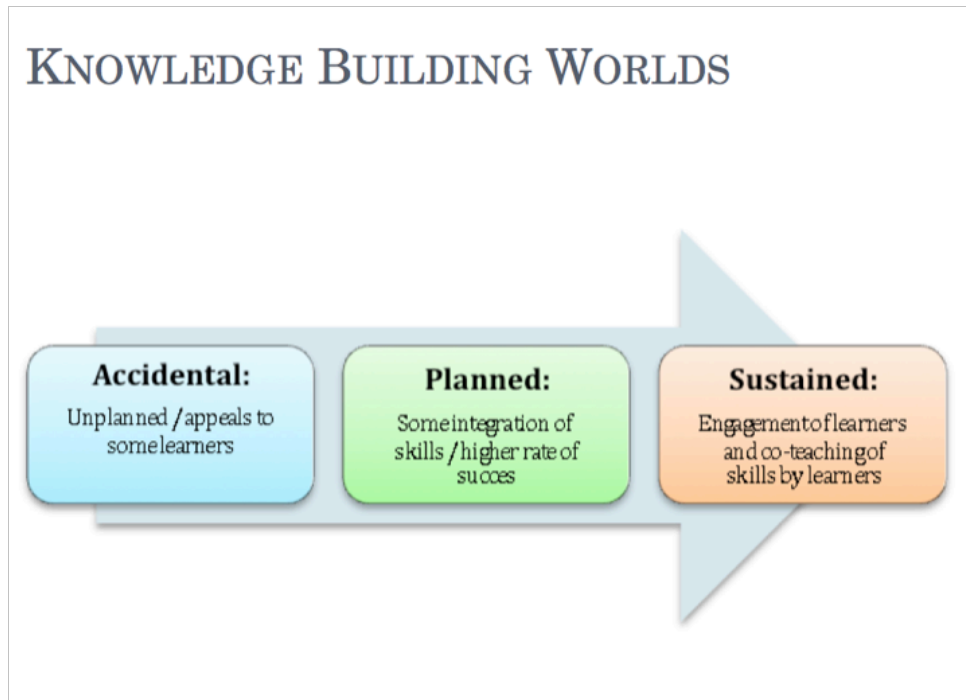 KNOWLEDGE BUILDING WORLDS
Accidental:
Unplanned / appeals to
some learners
Planned:
Some integration of
skills / higher rate of
succes
Sustained:
Engagement of learners
and co-teaching of
skills by learners